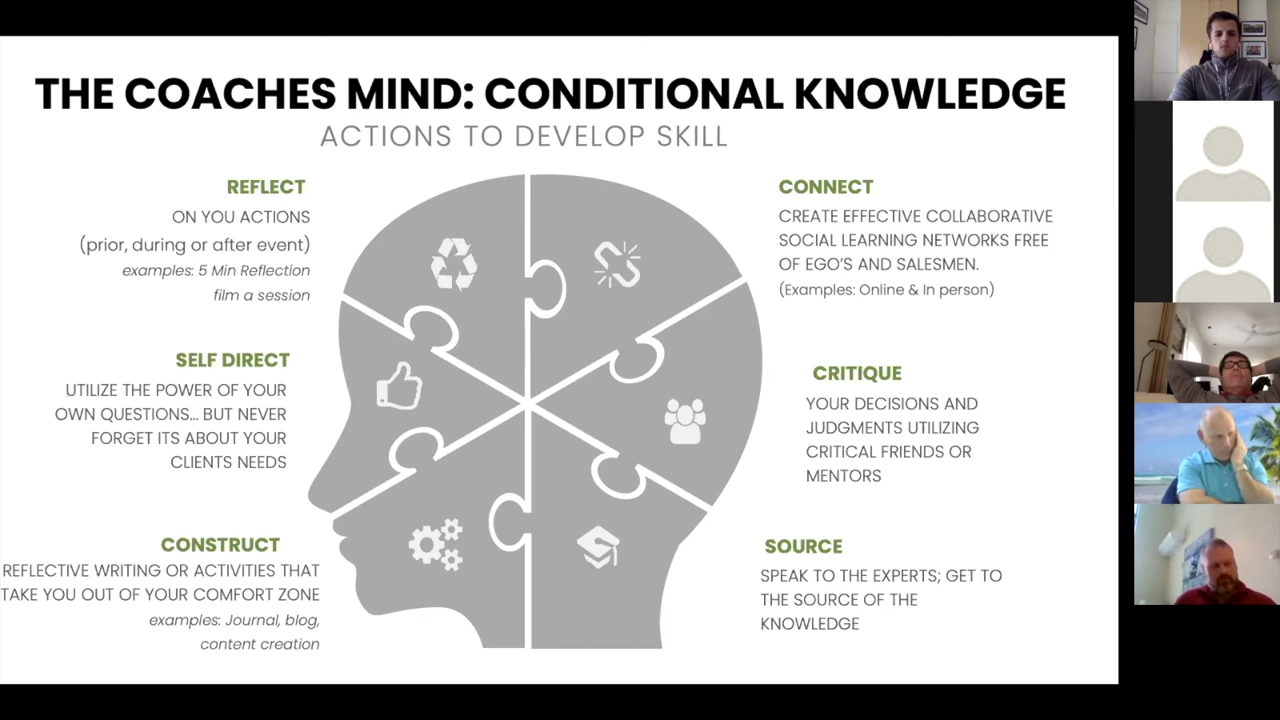 THE COACHES MIND: CONDITIONAL KNOWLEDGE
ACTIONS TO DEVELOP SKILL
REFLECT
ON YOU ACTIONS
(prior, during or after event)
examples: 5 Min Reflection
film a session
SELF DIRECT
UTILIZE THE POWER OF YOUR
OWN QUESTIONS... BUT NEVER
FORGET ITS ABOUT YOUR
CLIENTS NEEDS
CONSTRUCT
REFLECTIVE WRITING OR ACTIVITIES THAT
TAKE YOU OUT OF YOUR COMFORT ZONE
examples: Journal, blog,
content creation
CONNECT
CREATE EFFECTIVE COLLABORATIVE
SOCIAL LEARNING NETWORKS FREE
OF EGO'S AND SALESMEN.
(Examples: Online & In person)
CRITIQUE
YOUR DECISIONS AND
JUDGMENTS UTILIZING
CRITICAL FRIENDS OR
MENTORS
SOURCE
SPEAK TO THE EXPERTS; GET TO
THE SOURCE OF THE
KNOWLEDGE